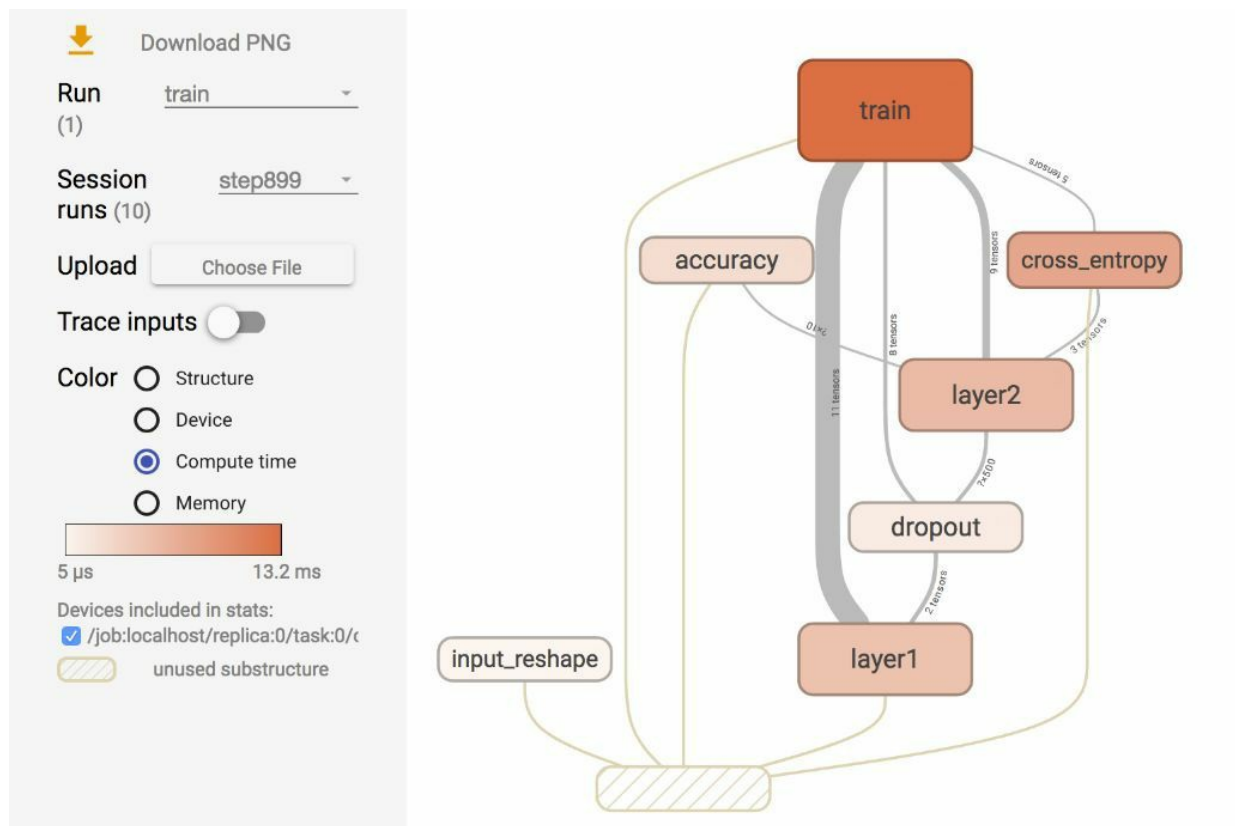 Download PNG
Run train
(1)
Session step899
runs (10)
Upload Choose File
Trace inputs
Color Structure
Device
Compute time
Memory
5 µs 13.2 ms
Devices included in stats:
/job:localhost/replica:0/task:0/c
unused substructure
train
5 tensors
accuracy
9 tensors
cross_entropy
?x10
8 tensors
3 tensors
11 tensors
layer2
?x500
dropout
2 tensors
input_reshape
layer1